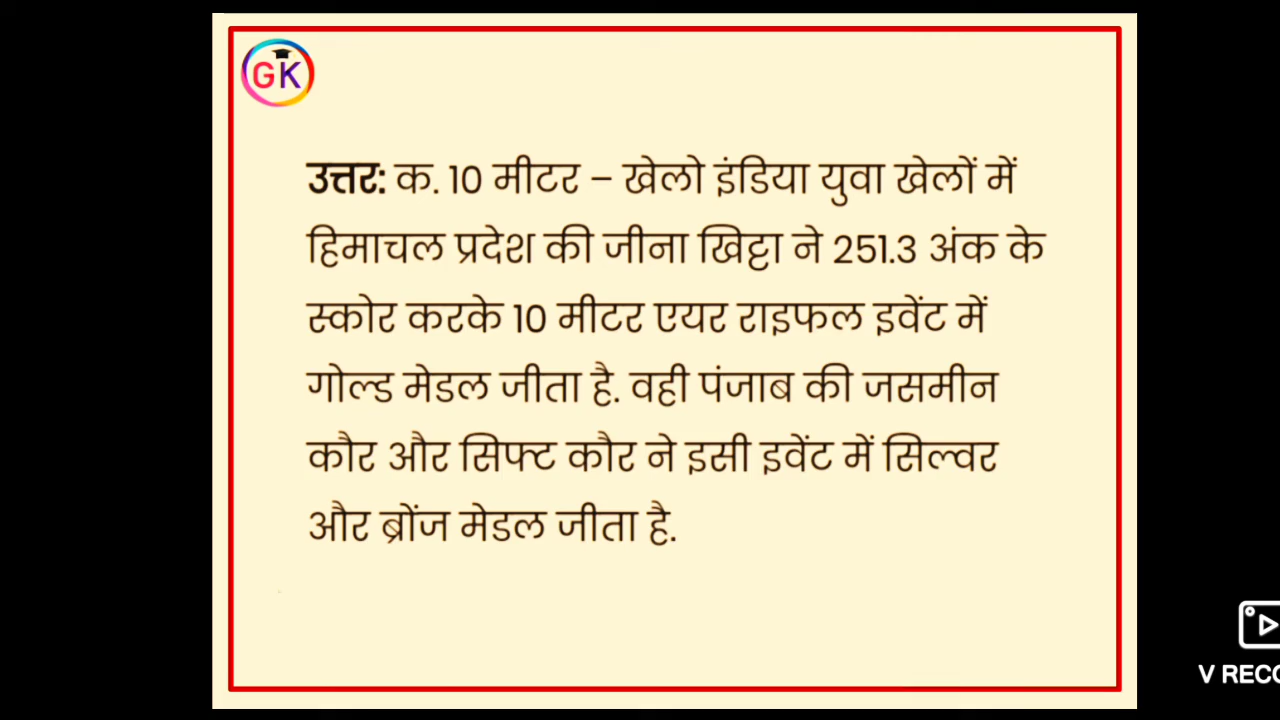 GK
उत्तर: क. 10 मीटर – खेलो इंडिया युवा खेलों में
हिमाचल प्रदेश की जीना खिट्टा ने 251.3 अंक के
स्कोर करके 10 मीटर एयर राइफल इवेंट में
गोल्ड मेडल जीता है. वही पंजाब की जसमीन
कौर और सिफ्ट कौर ने इसी इवेंट में सिल्वर
और ब्रोंज मेडल जीता है.
V RECO